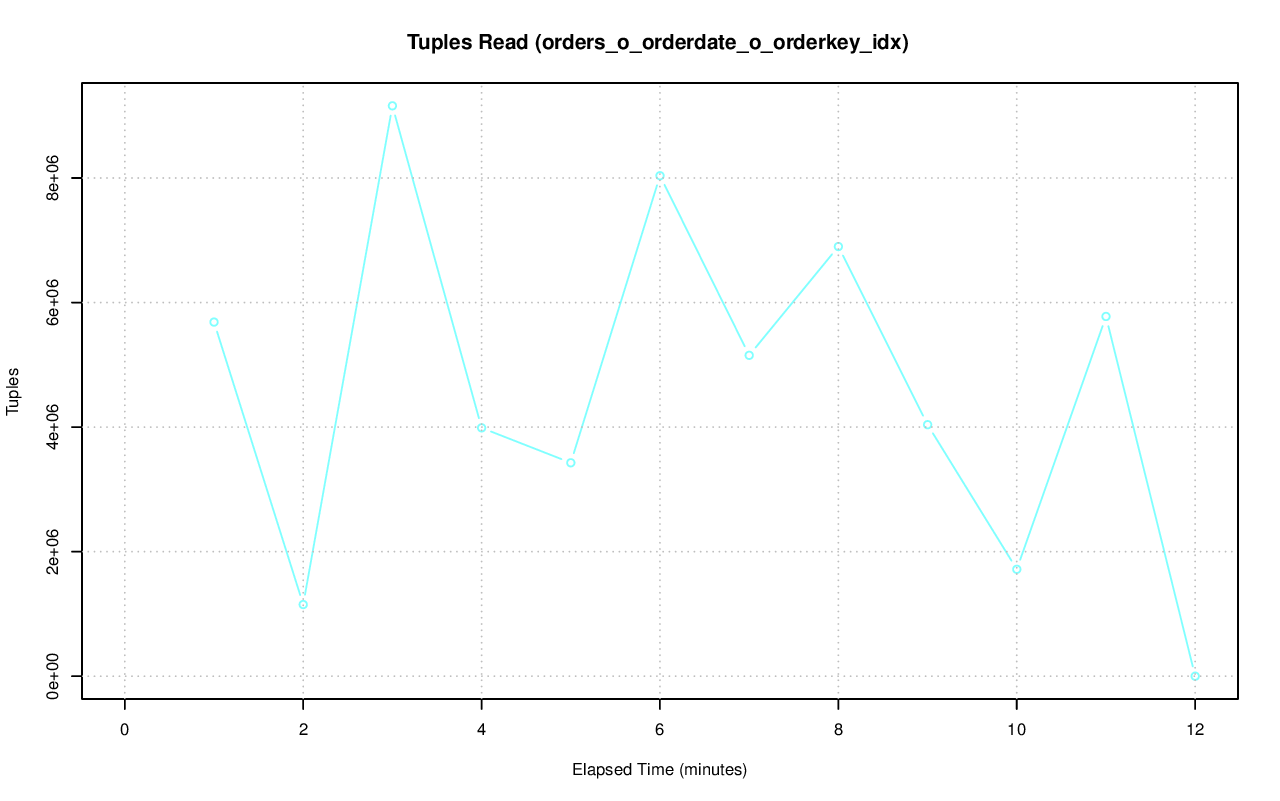 Tuples Read (orders_o_orderdate_o_orderkey_idx)
Tuples
8e+06
6e+06
4e+06
2e+06
0e+00
0 2 4 6 8 10 12
Elapsed Time (minutes)